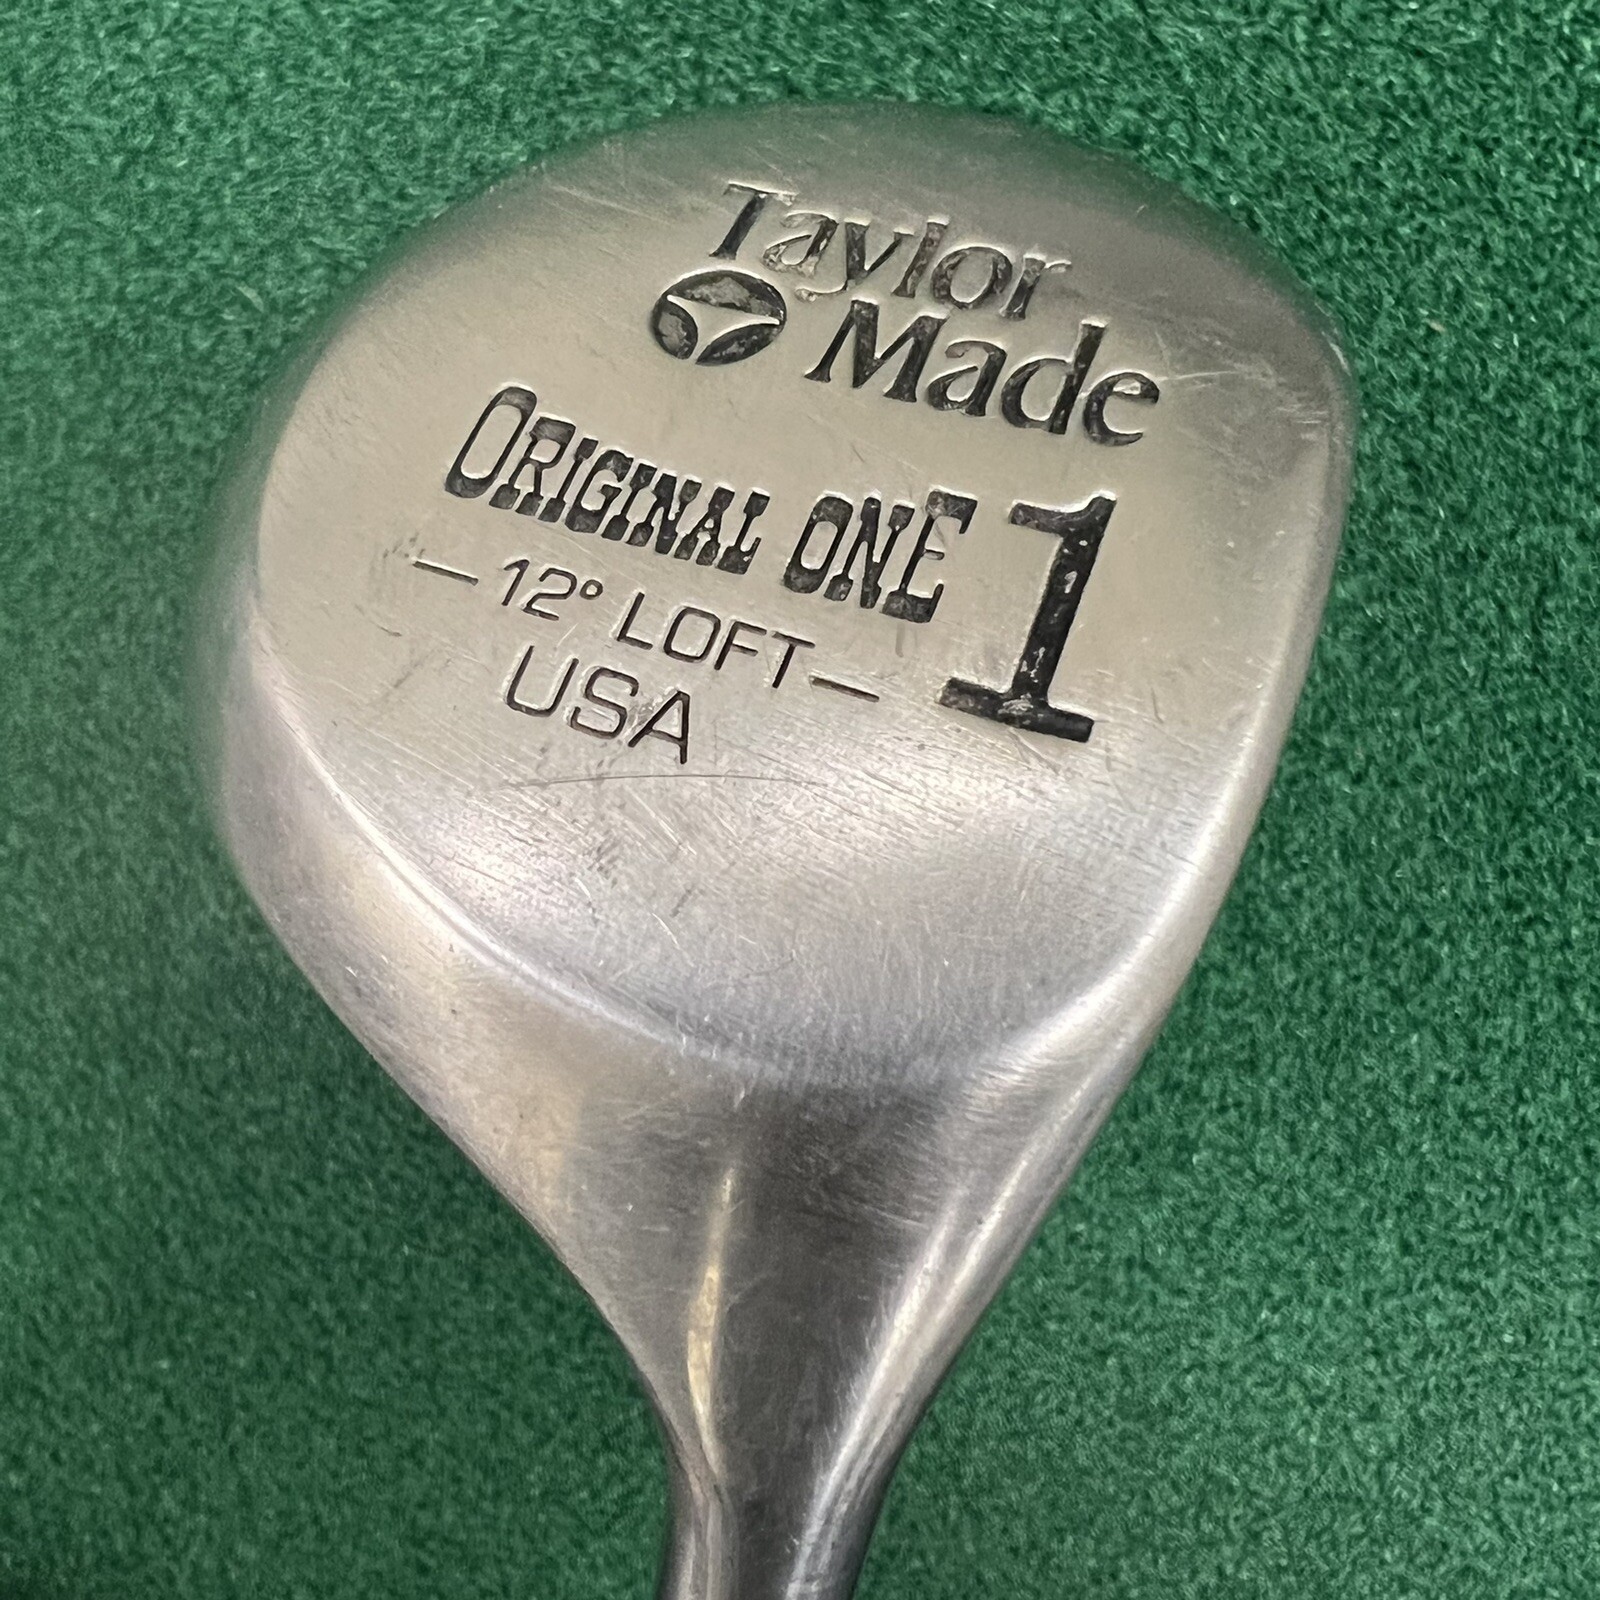 Taylor
Made
ORIGINAL ONE 1
—12° LOFT—
USA